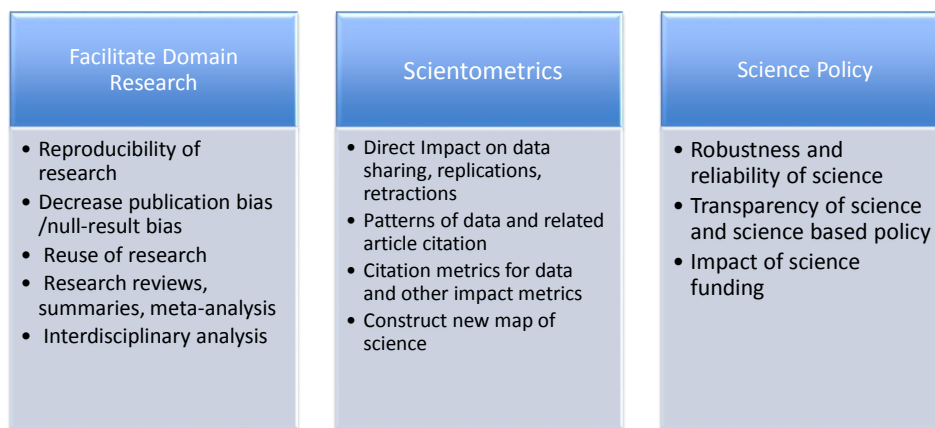 Facilitate Domain
Research
• Reproducibility of
research
• Decrease publication bias
/null-result bias
• Reuse of research
• Research reviews,
summaries, meta-analysis
• Interdisciplinary analysis
Scientometrics
• Direct Impact on data
sharing, replications,
retractions
• Patterns of data and related
article citation
• Citation metrics for data
and other impact metrics
• Construct new map of
science
Science Policy
• Robustness and
reliability of science
• Transparency of science
and science based policy
• Impact of science
funding